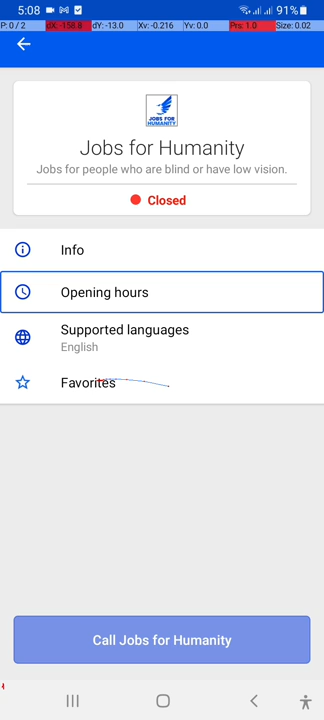 5:08
91%
P: 0 / 2 dX: -158.8 dY: -13.0 Xv: -0.216 Yv: 0.0 Prs: 1.0 Size: 0.02
JOBS FOR
HUMANITY
Jobs for Humanity
Jobs for people who are blind or have low vision.
Closed
Info
Opening hours
Supported languages
English
Favorites
Call Jobs for Humanity